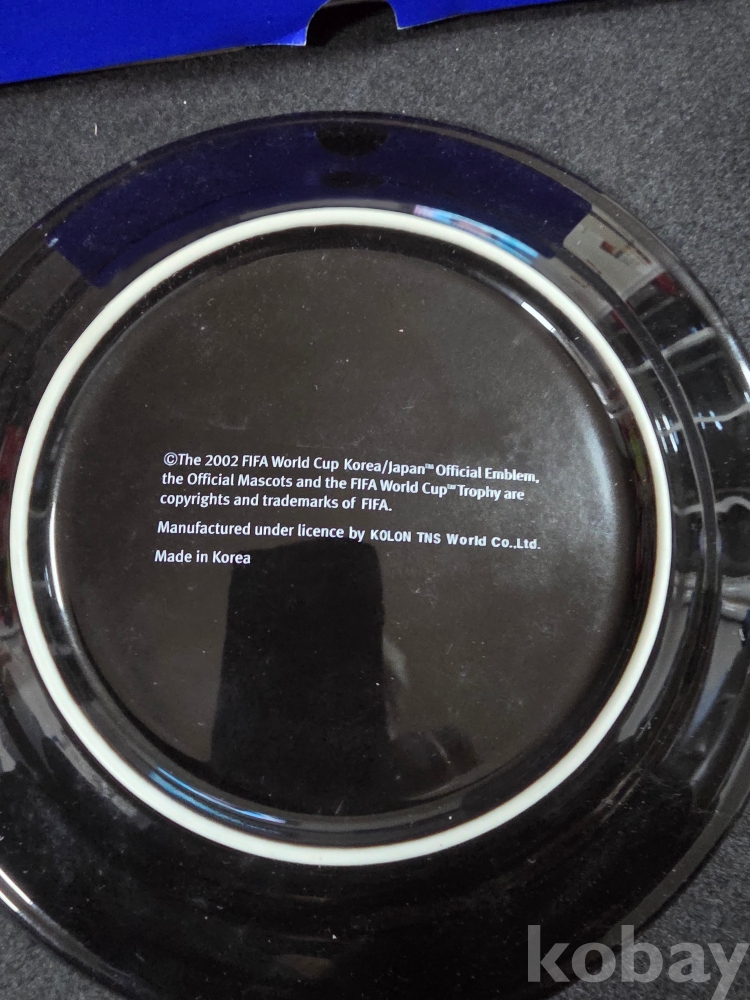 ©The 2002 FIFA World Cup Korea/Japan™ Official Emblem,
the Official Mascots and the FIFA World Cup™ Trophy are
copyrights and trademarks of FIFA.
Manufactured under licence by KOLON TNS World Co.,Ltd.
Made in Korea
kobay